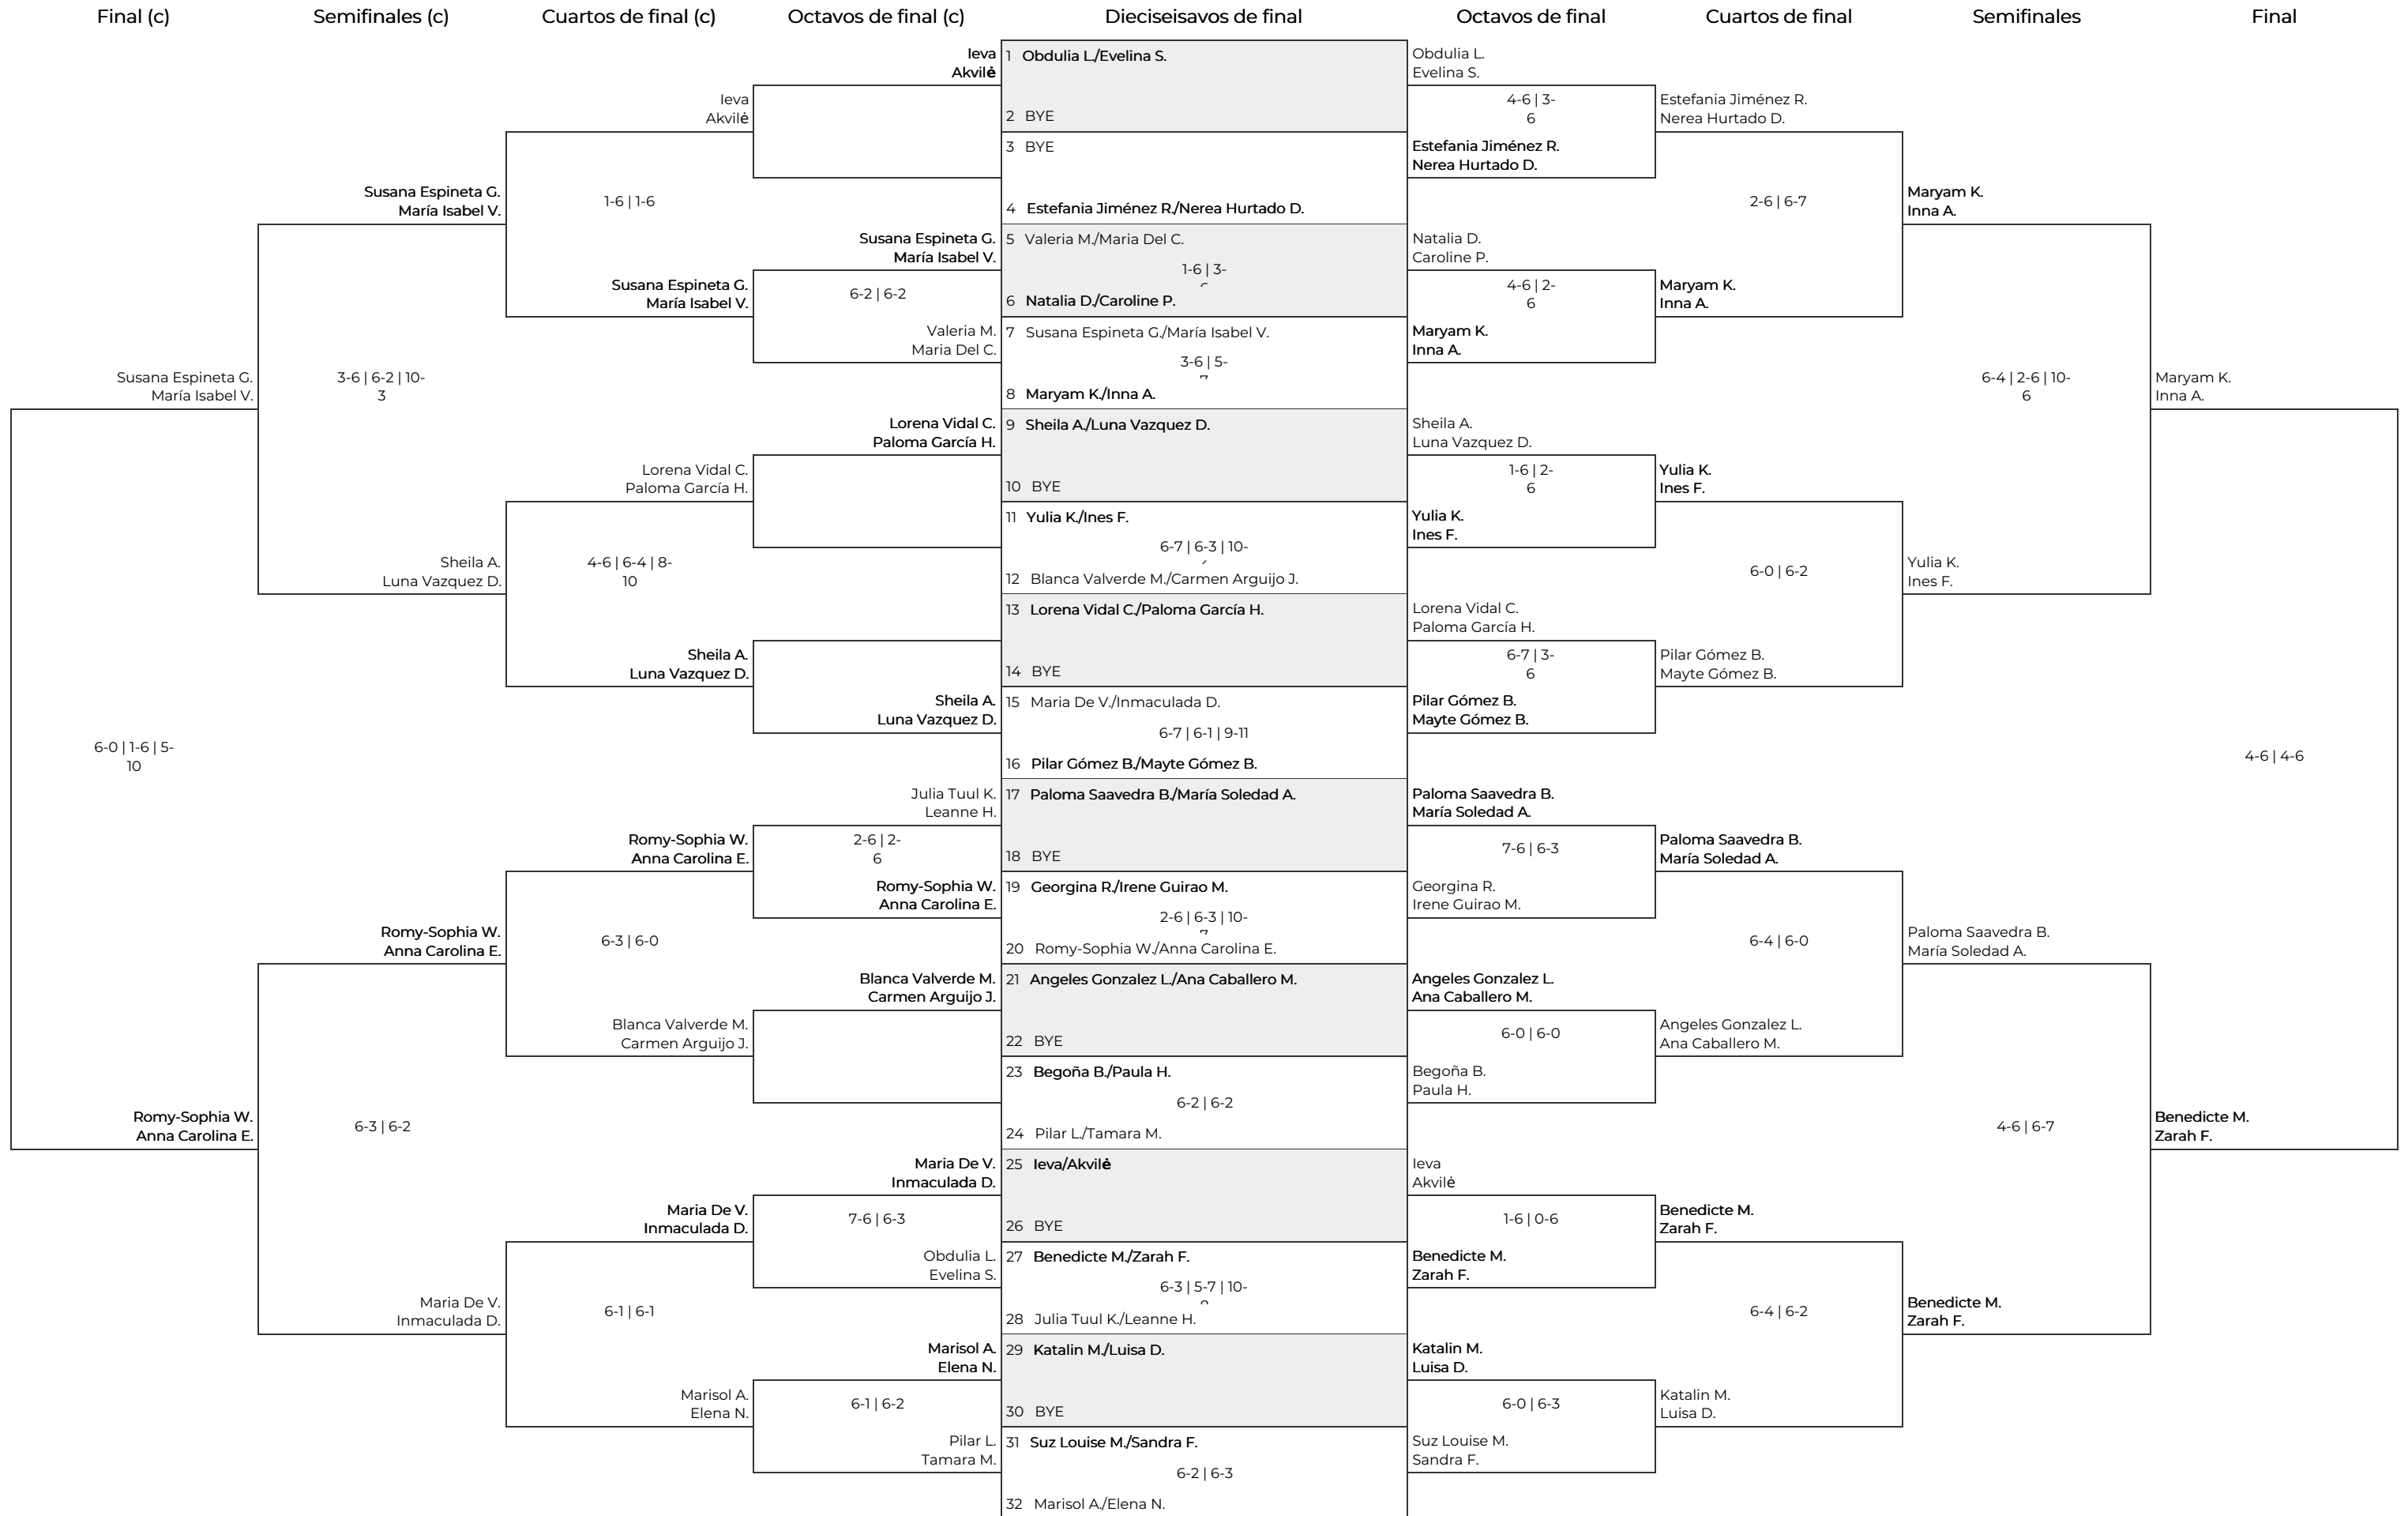 Final (c)
Semifinales (c)
Cuartos de final (c)
Octavos de final (c)
Dieciseisavos de final
Octavos de final
Cuartos de final
Semifinales
Final
Susana Espineta G.
María Isabel V.
6-0 | 1-6 | 5-
10
Romy-Sophia W.
Anna Carolina E.
Susana Espineta G.
María Isabel V.
3-6 | 6-2 | 10-
3
Sheila A.
Luna Vazquez D.
Romy-Sophia W.
Anna Carolina E.
6-3 | 6-2
Maria De V.
Inmaculada D.
Ieva
Akvilė
1-6 | 1-6
Susana Espineta G.
María Isabel V.
Lorena Vidal C.
Paloma García H.
4-6 | 6-4 | 8-
10
Sheila A.
Luna Vazquez D.
Romy-Sophia W.
Anna Carolina E.
6-3 | 6-0
Blanca Valverde M.
Carmen Arguijo J.
Maria De V.
Inmaculada D.
6-1 | 6-1
Marisol A.
Elena N.
Ieva
Akvilė
Susana Espineta G.
María Isabel V.
6-2 | 6-2
Valeria M.
Maria Del C.
Lorena Vidal C.
Paloma García H.
Sheila A.
Luna Vazquez D.
Julia Tuul K.
Leanne H.
2-6 | 2-
6
Romy-Sophia W.
Anna Carolina E.
Blanca Valverde M.
Carmen Arguijo J.
Maria De V.
Inmaculada D.
7-6 | 6-3
Obdulia L.
Evelina S.
Marisol A.
Elena N.
6-1 | 6-2
Pilar L.
Tamara M.
1 Obdulia L./Evelina S.
2 BYE
3 BYE
4 Estefania Jiménez R./Nerea Hurtado D.
5 Valeria M./Maria Del C.
1-6 | 3-
6 Natalia D./Caroline P.
7 Susana Espineta G./María Isabel V.
3-6 | 5-
8 Maryam K./Inna A.
9 Sheila A./Luna Vazquez D.
10 BYE
11 Yulia K./Ines F.
6-7 | 6-3 | 10-
12 Blanca Valverde M./Carmen Arguijo J.
13 Lorena Vidal C./Paloma García H.
14 BYE
15 Maria De V./Inmaculada D.
6-7 | 6-1 | 9-11
16 Pilar Gómez B./Mayte Gómez B.
17 Paloma Saavedra B./María Soledad A.
18 BYE
19 Georgina R./Irene Guirao M.
2-6 | 6-3 | 10-
20 Romy-Sophia W./Anna Carolina E.
21 Angeles Gonzalez L./Ana Caballero M.
22 BYE
23 Begoña B./Paula H.
6-2 | 6-2
24 Pilar L./Tamara M.
25 Ieva/Akvilė
26 BYE
27 Benedicte M./Zarah F.
6-3 | 5-7 | 10-
28 Julia Tuul K./Leanne H.
29 Katalin M./Luisa D.
30 BYE
31 Suz Louise M./Sandra F.
6-2 | 6-3
32 Marisol A./Elena N.
Obdulia L.
Evelina S.
4-6 | 3-
6
Estefania Jiménez R.
Nerea Hurtado D.
Natalia D.
Caroline P.
4-6 | 2-
6
Maryam K.
Inna A.
Sheila A.
Luna Vazquez D.
1-6 | 2-
6
Yulia K.
Ines F.
Lorena Vidal C.
Paloma García H.
6-7 | 3-
6
Pilar Gómez B.
Mayte Gómez B.
Paloma Saavedra B.
María Soledad A.
7-6 | 6-3
Georgina R.
Irene Guirao M.
Angeles Gonzalez L.
Ana Caballero M.
6-0 | 6-0
Begoña B.
Paula H.
Ieva
Akvilė
1-6 | 0-6
Benedicte M.
Zarah F.
Katalin M.
Luisa D.
6-0 | 6-3
Suz Louise M.
Sandra F.
Estefania Jiménez R.
Nerea Hurtado D.
2-6 | 6-7
Maryam K.
Inna A.
Yulia K.
Ines F.
6-0 | 6-2
Pilar Gómez B.
Mayte Gómez B.
Paloma Saavedra B.
María Soledad A.
6-4 | 6-0
Angeles Gonzalez L.
Ana Caballero M.
Benedicte M.
Zarah F.
6-4 | 6-2
Katalin M.
Luisa D.
Maryam K.
Inna A.
6-4 | 2-6 | 10-
6
Yulia K.
Ines F.
Paloma Saavedra B.
María Soledad A.
4-6 | 6-7
Benedicte M.
Zarah F.
Maryam K.
Inna A.
4-6 | 4-6
Benedicte M.
Zarah F.